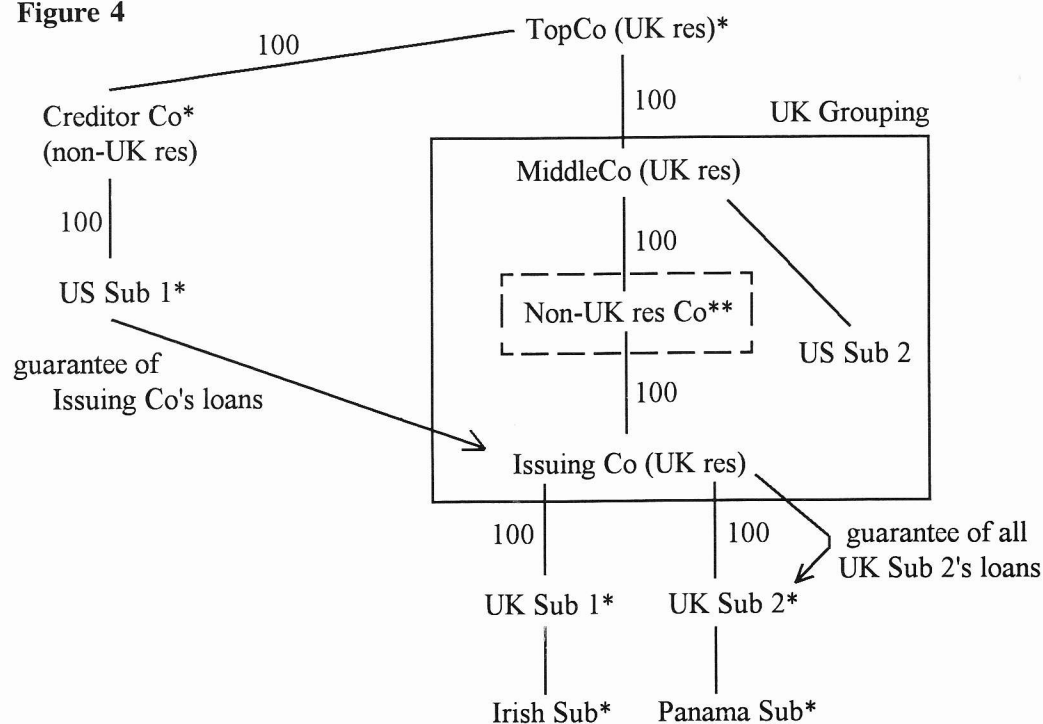 Figure 4
TopCo (UK res)*
100
100
UK Grouping
Creditor Co*
(non-UK res)
MiddleCo (UK res)
100
100
US Sub 1*
Non-UK res Co**
US Sub 2
guarantee of
Issuing Co's loans
100
Issuing Co (UK res)
100
100
guarantee of all
UK Sub 2's loans
UK Sub 1*
UK Sub 2*
Irish Sub*
Panama Sub*